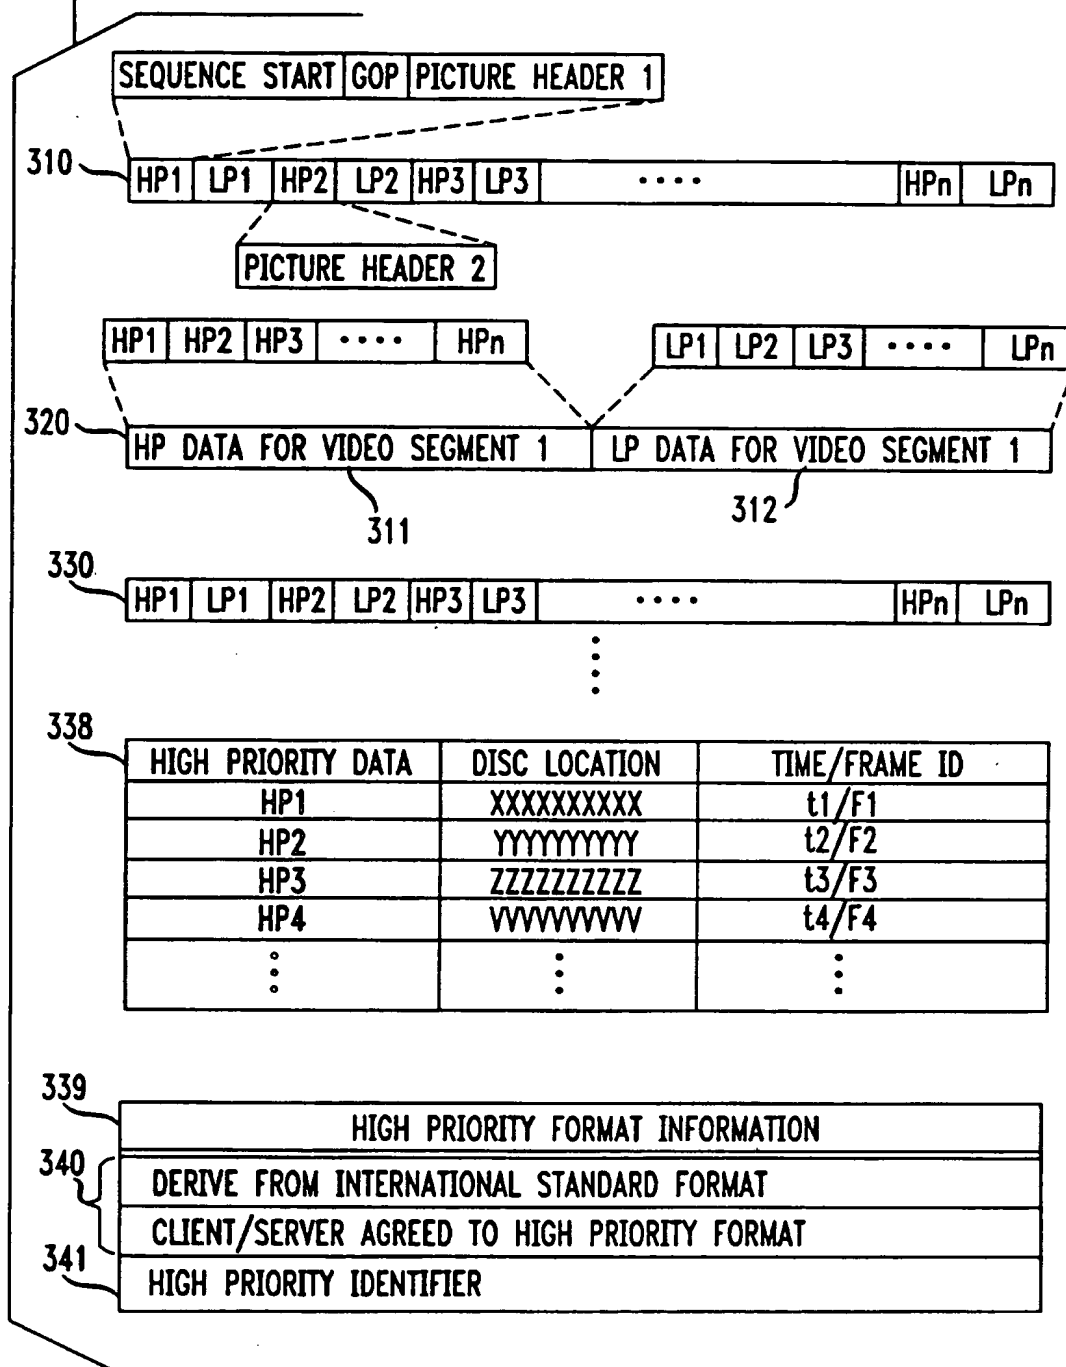 SEQUENCE START GOP PICTURE HEADER 1
310 HP1 LP1 HP2 LP2 HP3 LP3 .... HPn LPn
PICTURE HEADER 2
HP1 HP2 HP3 .... HPn LP1 LP2 LP3 .... LPn
320 HP DATA FOR VIDEO SEGMENT 1 LP DATA FOR VIDEO SEGMENT 1
311 312
330 HP1 LP1 HP2 LP2 HP3 LP3 .... HPn LPn
338
HIGH PRIORITY DATA DISC LOCATION TIME/FRAME ID
HP1 XXXXXXXXXX t1/F1
HP2 YYYYYYYYYY t2/F2
HP3 ZZZZZZZZZZ t3/F3
HP4 VVVVVVVVVV t4/F4
339
HIGH PRIORITY FORMAT INFORMATION
340 DERIVE FROM INTERNATIONAL STANDARD FORMAT
CLIENT/SERVER AGREED TO HIGH PRIORITY FORMAT
341 HIGH PRIORITY IDENTIFIER